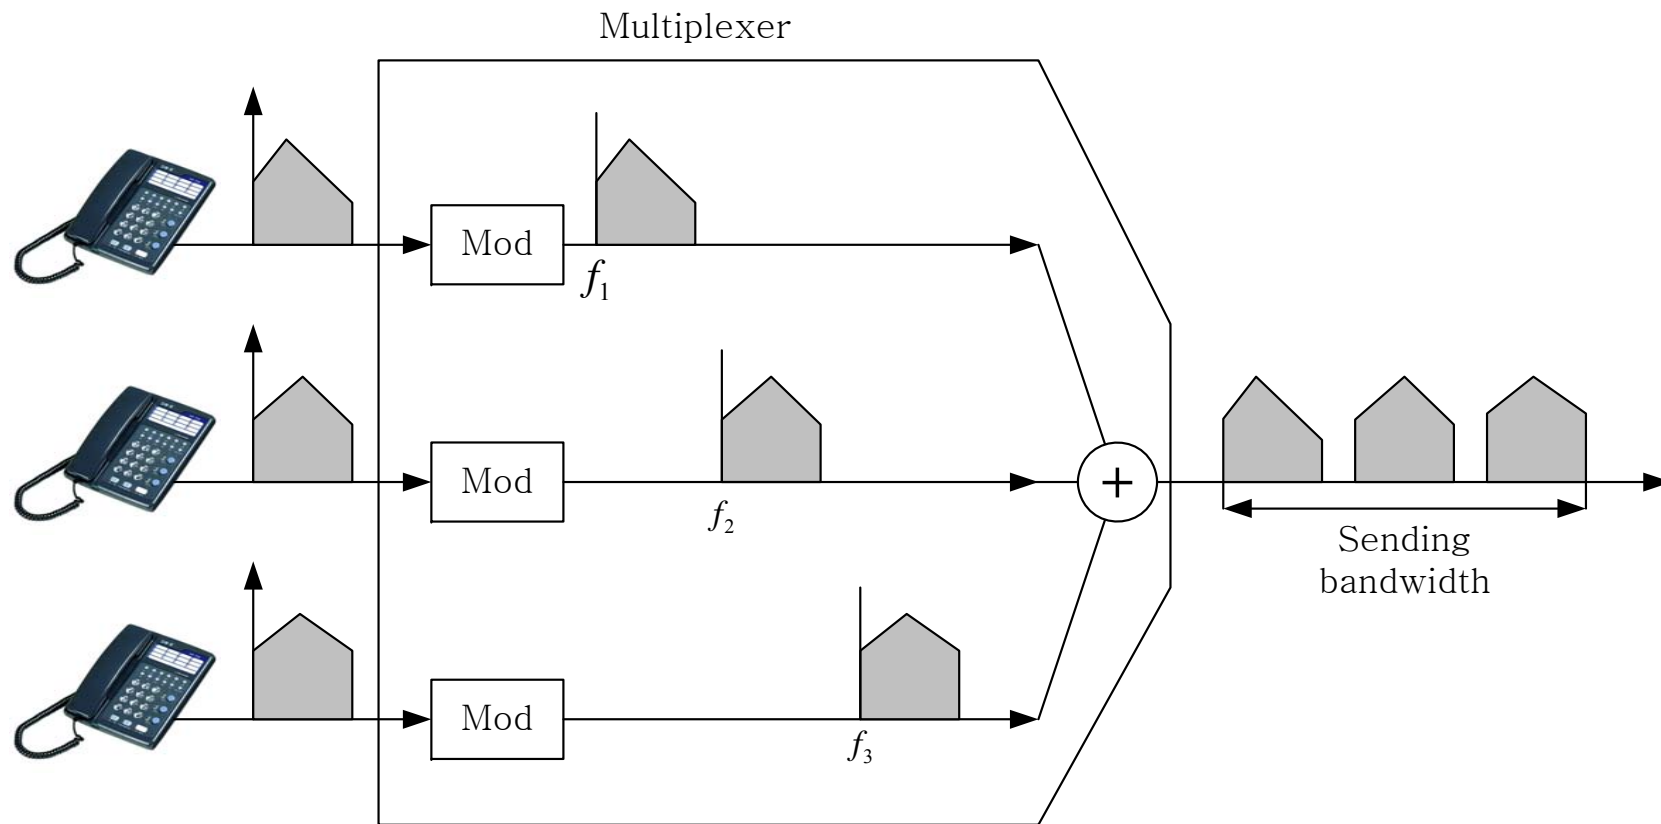 Multiplexer
Mod
f₁
Mod
f₂
Mod
f₃
+
Sending
bandwidth